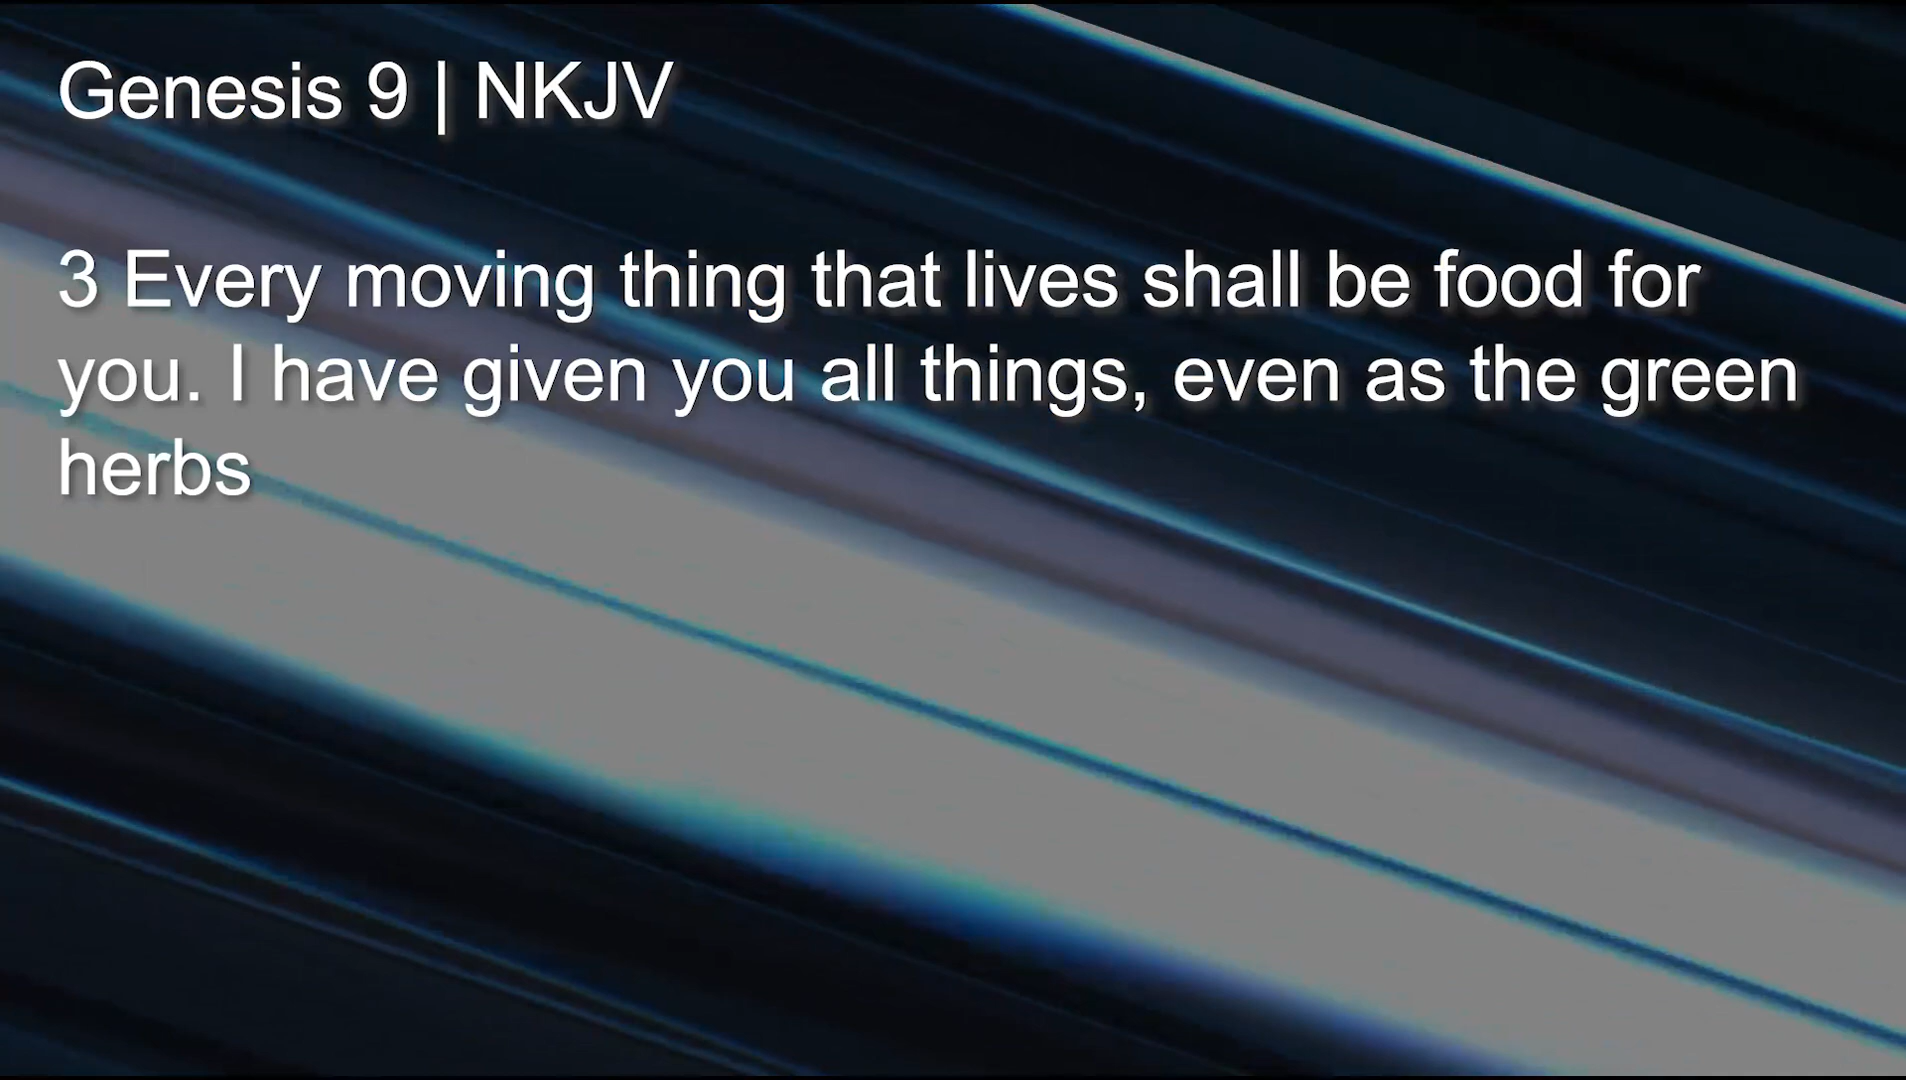 Genesis 9 | NKJV
3 Every moving thing that lives shall be food for
you. I have given you all things, even as the green
herbs